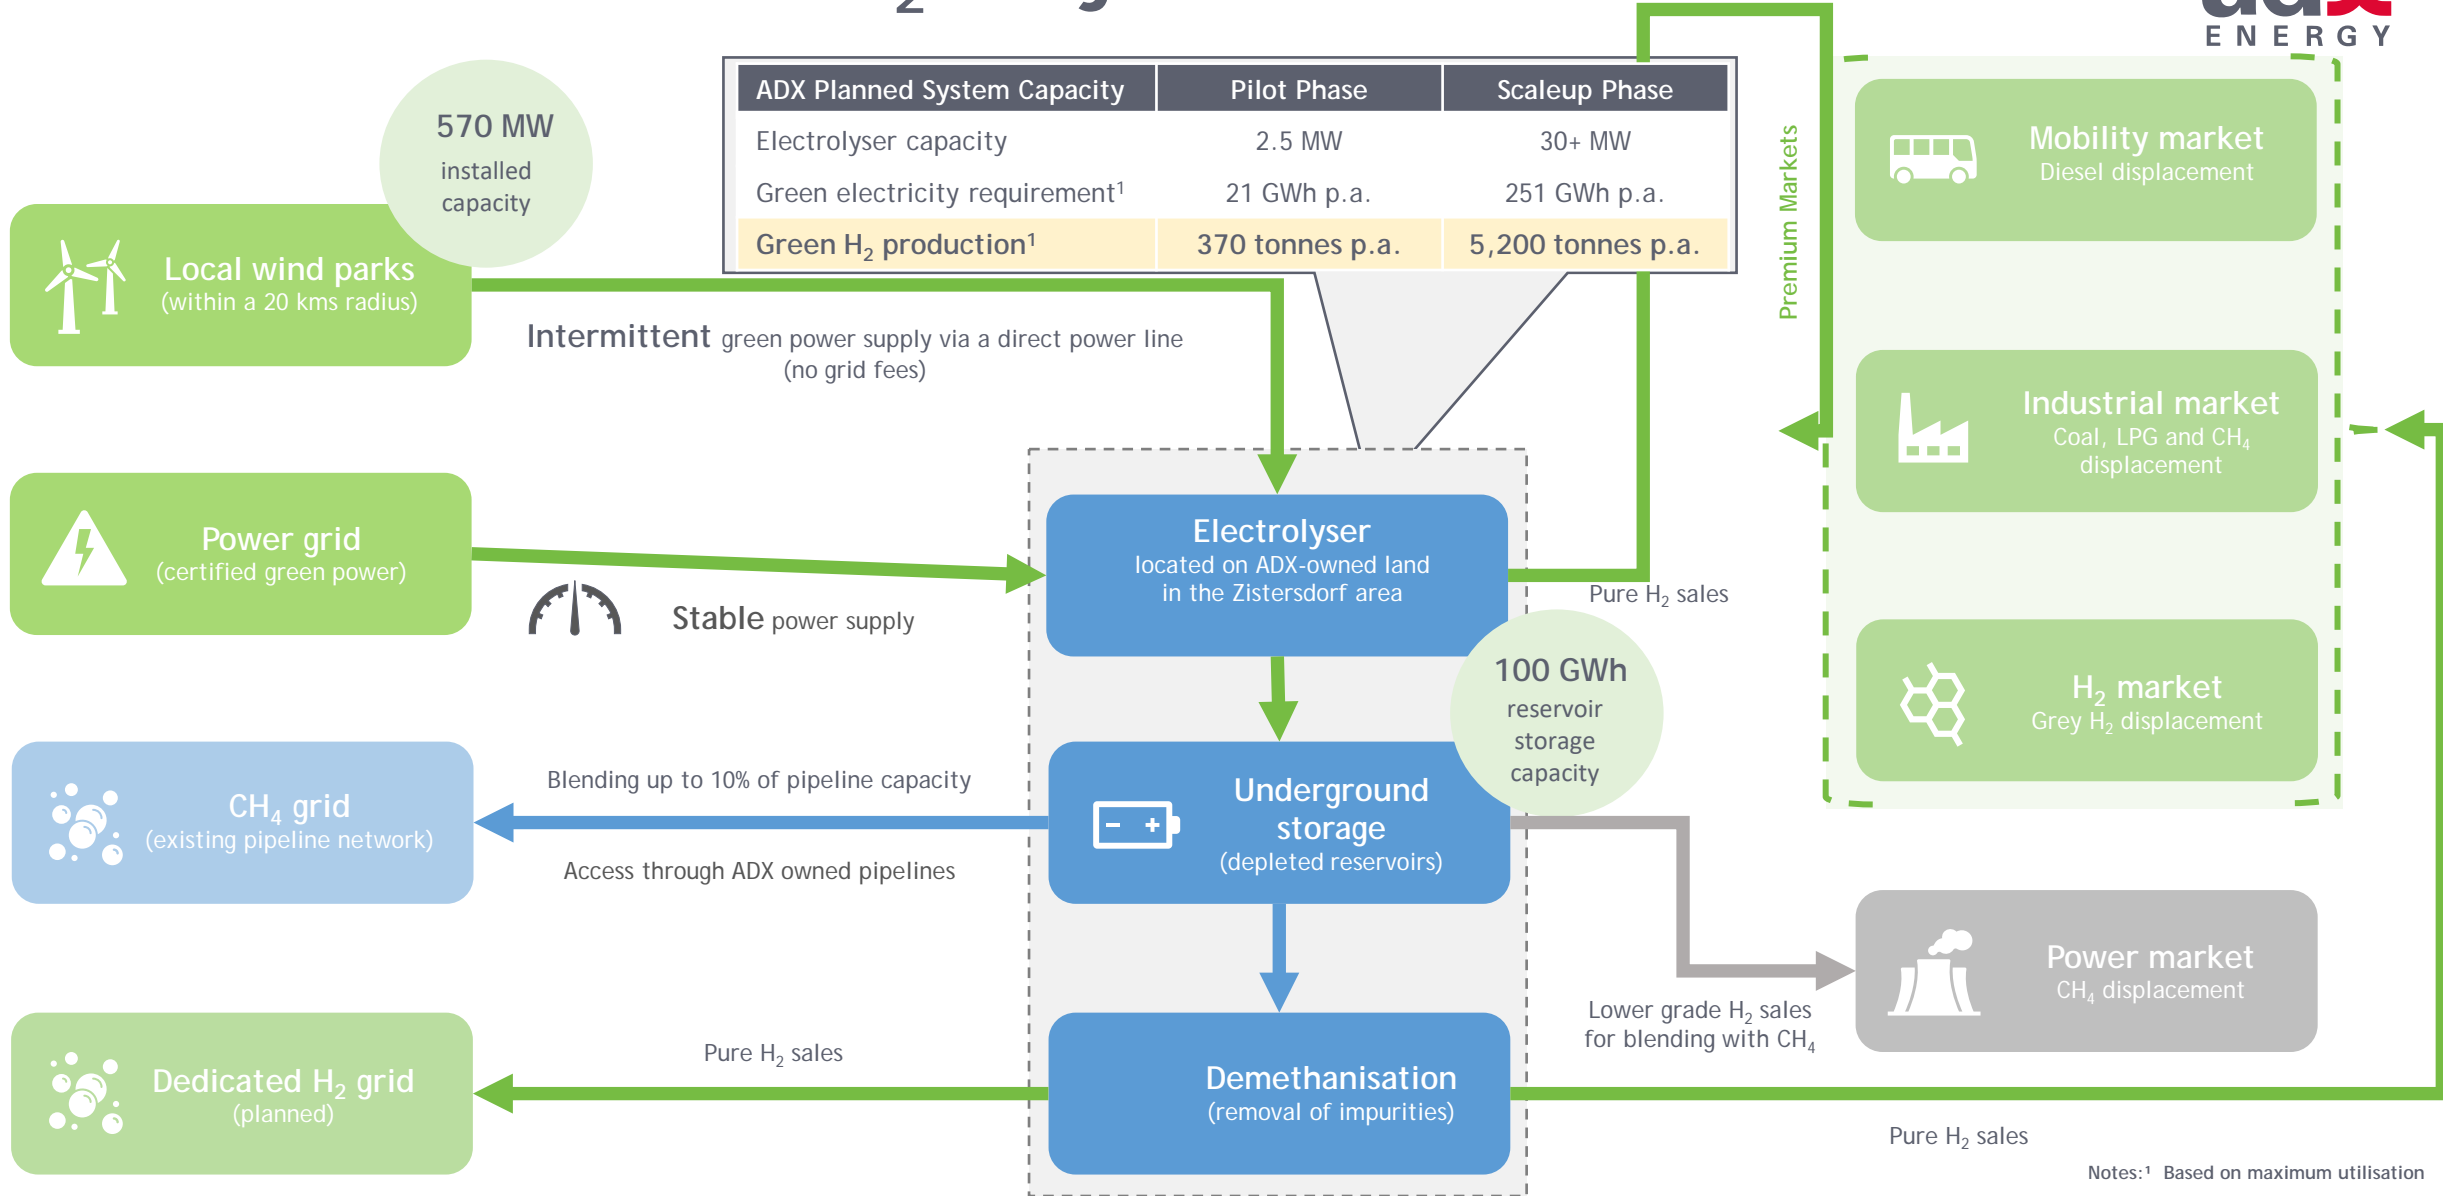 adx
ENERGY
570 MW
installed
capacity
ADX Planned System Capacity Pilot Phase Scaleup Phase
Electrolyser capacity 2.5 MW 30+ MW
Green electricity requirement¹ 21 GWh p.a. 251 GWh p.a.
Green H₂ production¹ 370 tonnes p.a. 5,200 tonnes p.a.
Premium Markets
Mobility market
Diesel displacement
Local wind parks
(within a 20 kms radius)
Intermittent green power supply via a direct power line
(no grid fees)
Industrial market
Coal, LPG and CH₄
displacement
Power grid
(certified green power)
Stable power supply
Electrolyser
located on ADX-owned land
in the Zistersdorf area
Pure H₂ sales
100 GWh
reservoir
storage
capacity
H₂ market
Grey H₂ displacement
CH₄ grid
(existing pipeline network)
Blending up to 10% of pipeline capacity
Access through ADX owned pipelines
- +
Underground
storage
(depleted reservoirs)
Power market
CH₄ displacement
Lower grade H₂ sales
for blending with CH₄
Dedicated H₂ grid
(planned)
Pure H₂ sales
Demethanisation
(removal of impurities)
Pure H₂ sales
Notes:¹ Based on maximum utilisation